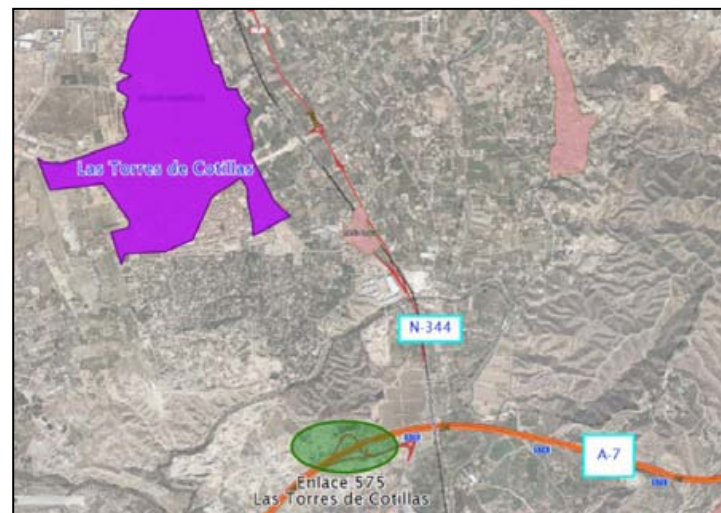 Las Torres de Cotillas
N-344
A-7
Enlace 575
Las Torres de Cotillas